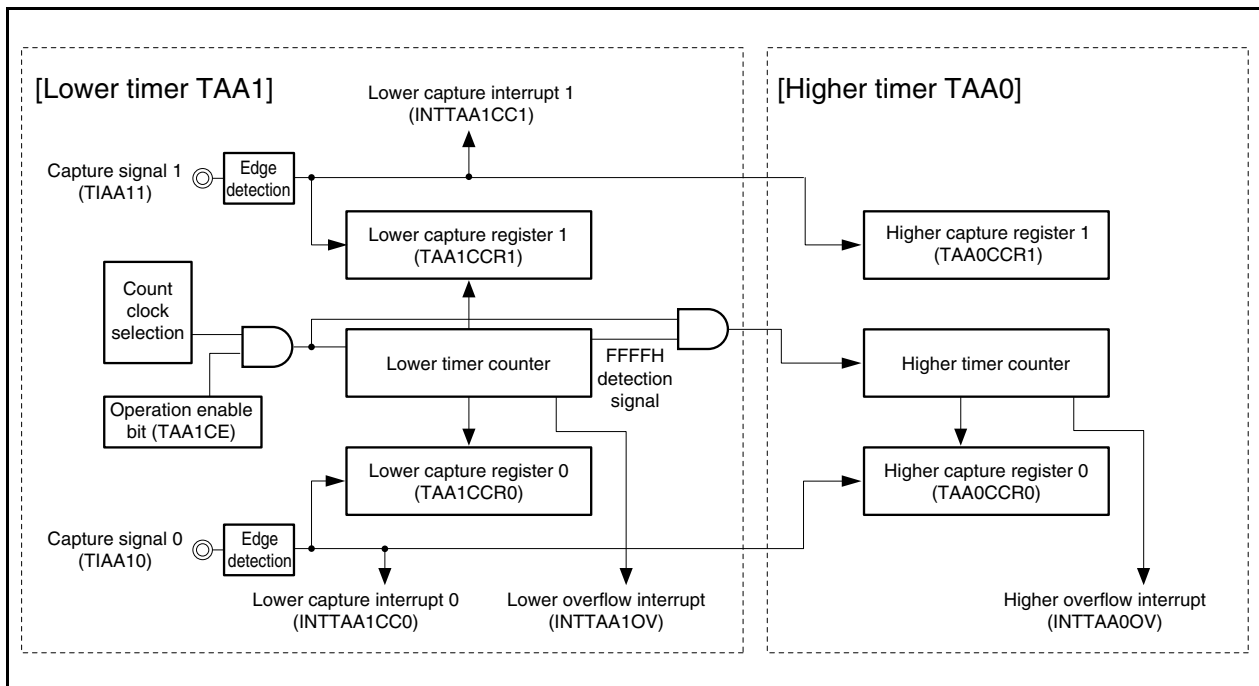 [Lower timer TAA1]
[Higher timer TAA0]
Lower capture interrupt 1
(INTTAA1CC1)
Capture signal 1
(TIAA11)
Edge
detection
Lower capture register 1
(TAA1CCR1)
Higher capture register 1
(TAA0CCR1)
Count
clock
selection
Lower timer counter
FFFFH
detection
signal
Higher timer counter
Operation enable
bit (TAA1CE)
Lower capture register 0
(TAA1CCR0)
Higher capture register 0
(TAA0CCR0)
Capture signal 0
(TIAA10)
Edge
detection
Lower capture interrupt 0
(INTTAA1CC0)
Lower overflow interrupt
(INTTAA1OV)
Higher overflow interrupt
(INTTAA0OV)